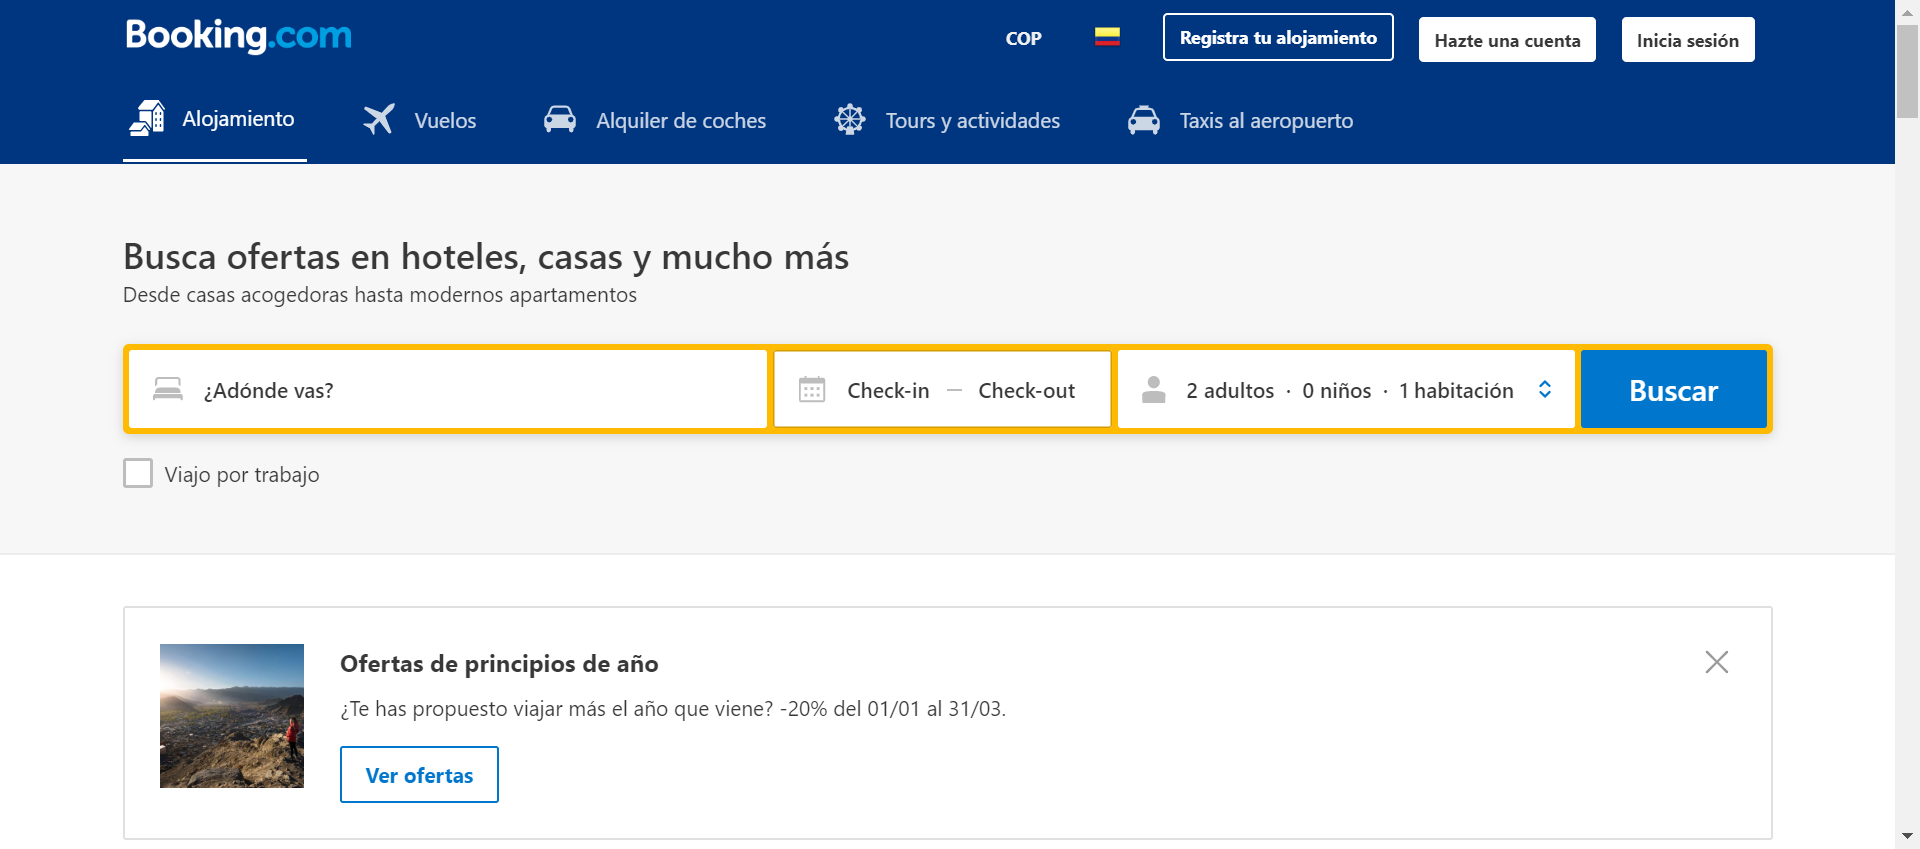 Booking.com
COP
Registra tu alojamiento
Hazte una cuenta
Inicia sesión
Alojamiento
Vuelos
Alquiler de coches
Tours y actividades
Taxis al aeropuerto
Busca ofertas en hoteles, casas y mucho más
Desde casas acogedoras hasta modernos apartamentos
¿Adónde vas?
Check-in — Check-out
2 adultos · 0 niños · 1 habitación
Buscar
Viajo por trabajo
Ofertas de principios de año
¿Te has propuesto viajar más el año que viene? -20% del 01/01 al 31/03.
Ver ofertas